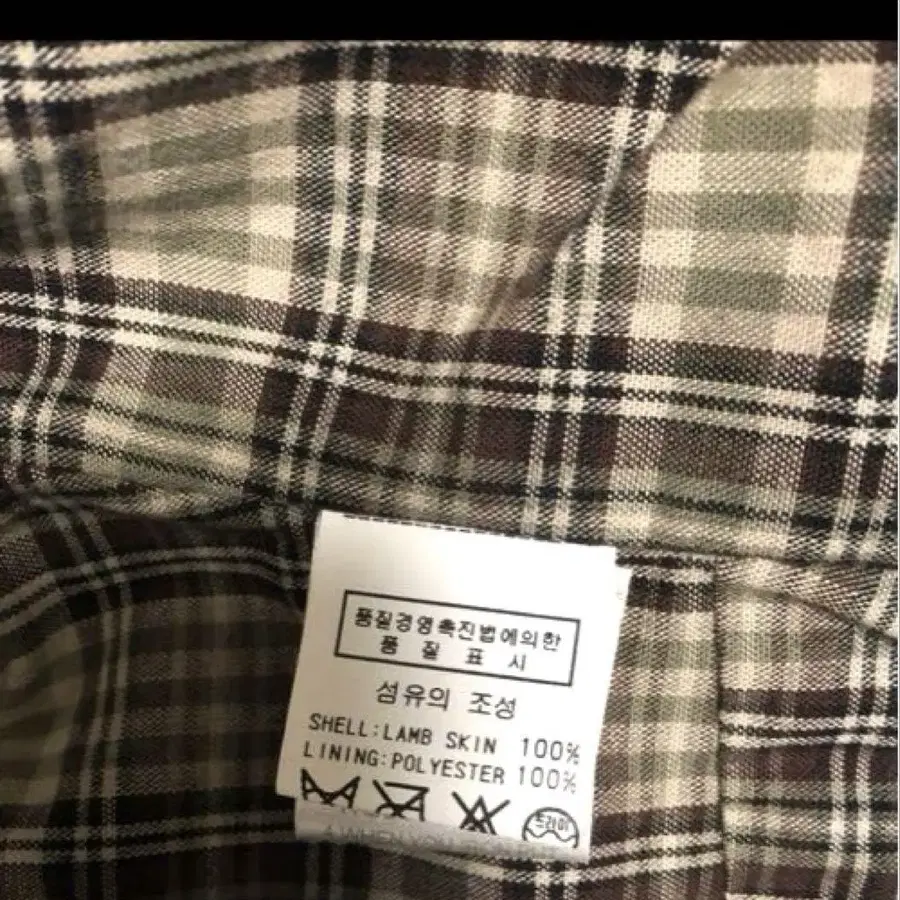 품질경영촉진법에의한
품 질 표 시
섬유의 조성
SHELL:LAMB SKIN 100%
LINING:POLYESTER 100%
드라이